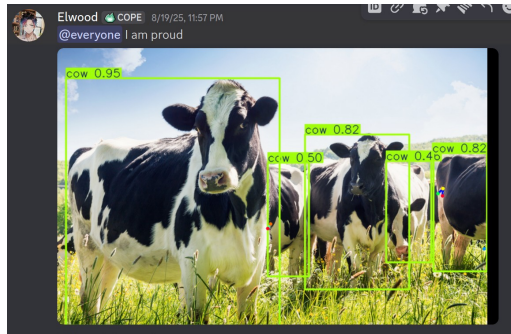 Elwood COPE 8/19/25, 11:57 PM
@everyone I am proud
cow 0.95
cow 0.82
cow 0.50
cow 0.46
cow 0.82
ID